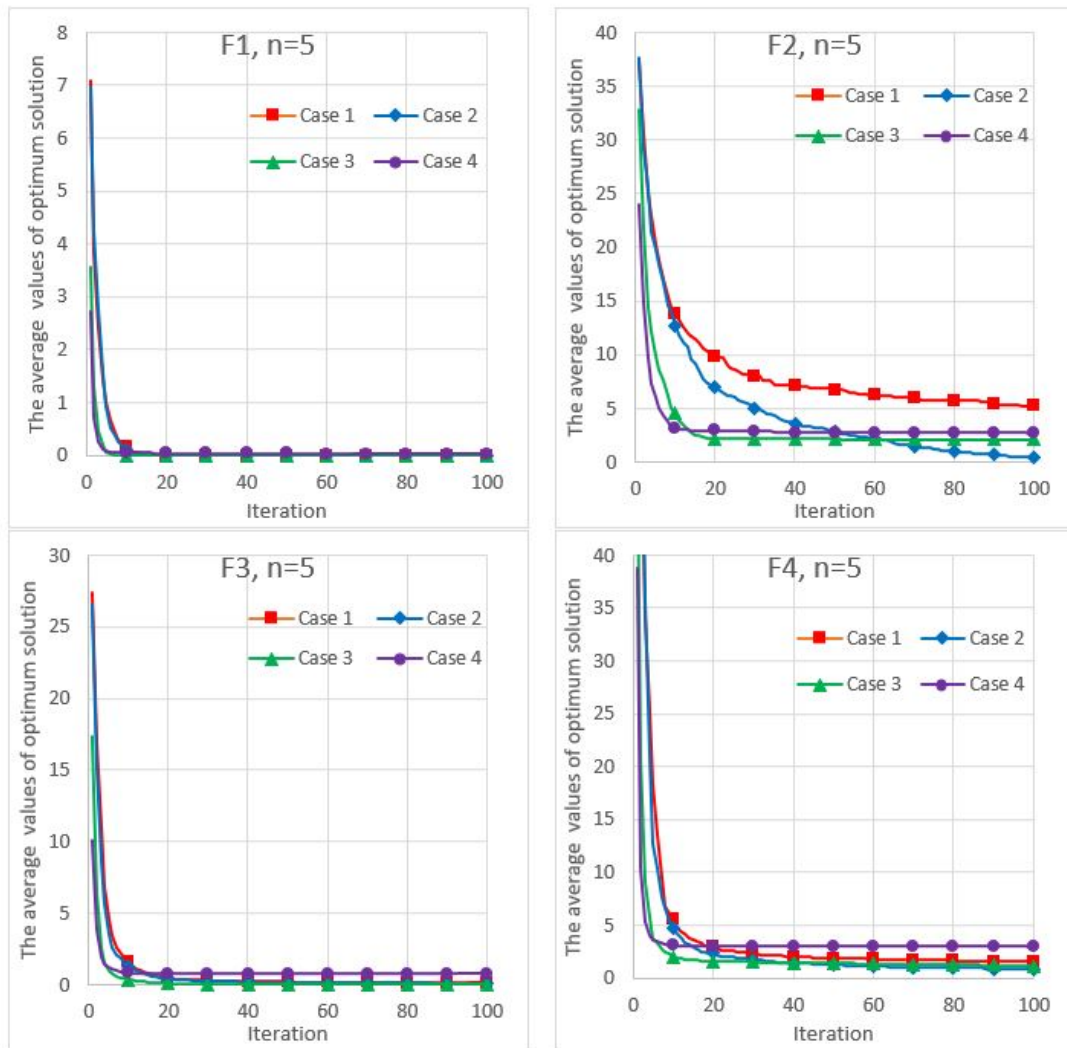 F1, n=5
The average values of optimum solution
8
7
6
5
4
3
2
1
0
Case 1 Case 2
Case 3 Case 4
0 20 40 60 80 100
Iteration
F2, n=5
The average values of optimum solution
40
35
30
25
20
15
10
5
0
Case 1 Case 2
Case 3 Case 4
0 20 40 60 80 100
Iteration
F3, n=5
The average values of optimum solution
30
25
20
15
10
5
0
Case 1 Case 2
Case 3 Case 4
0 20 40 60 80 100
Iteration
F4, n=5
The average values of optimum solution
40
35
30
25
20
15
10
5
0
Case 1 Case 2
Case 3 Case 4
0 20 40 60 80 100
Iteration